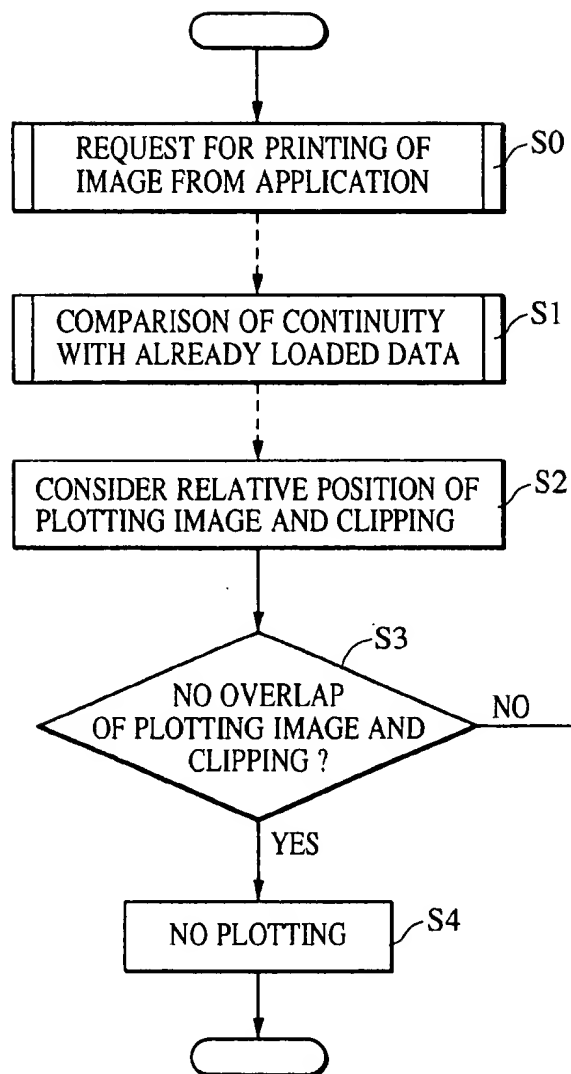 REQUEST FOR PRINTING OF
IMAGE FROM APPLICATION
S0
COMPARISON OF CONTINUITY
WITH ALREADY LOADED DATA
S1
CONSIDER RELATIVE POSITION OF
PLOTTING IMAGE AND CLIPPING
S2
S3
NO OVERLAP
OF PLOTTING IMAGE AND
CLIPPING ?
NO
YES
NO PLOTTING
S4